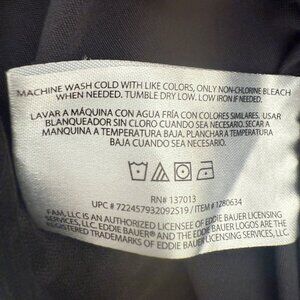 MACHINE WASH COLD WITH LIKE COLORS, ONLY NON-CHLORINE BLEACH
WHEN NEEDED. TUMBLE DRY LOW. LOW IRON IF NEEDED.
LAVAR A MÁQUINA CON AGUA FRÍA CON COLORES SIMILARES. USAR
BLANQUEADOR SIN CLORO CUANDO SEA NECESARIO. SECAR A
MANQUINA A TEMPERATURA BAJA. PLANCHAR A TEMPERATURA
BAJA CUANDO SEA NECESARIO.
RN# 137013
UPC # 722457932092519 / ITEM# 1280634
FAM, LLC IS AN AUTHORIZED LICENSEE OF EDDIE BAUER LICENSING
SERVICES, LLC. EDDIE BAUER® AND THE EDDIE BAUER LOGOS ARE THE
REGISTERED TRADEMARKS OF EDDIE BAUER LICENSING
SERVICES, LLC.